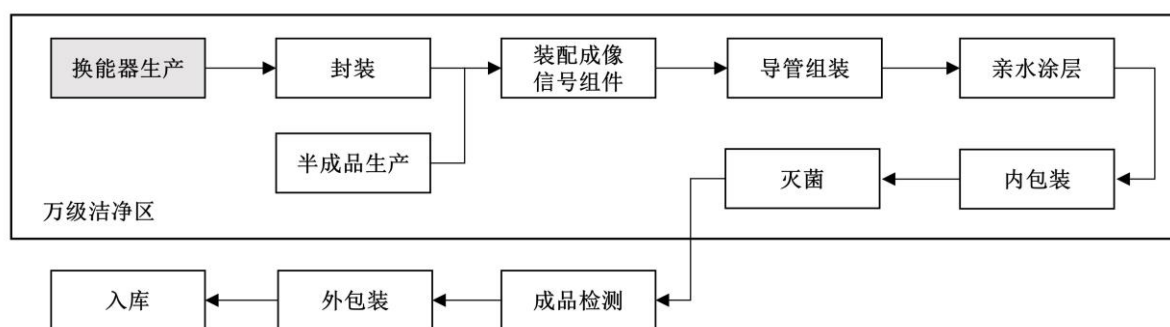 换能器生产
封装
装配成像
信号组件
导管组装
亲水涂层
半成品生产
灭菌
内包装
万级洁净区
入库
外包装
成品检测